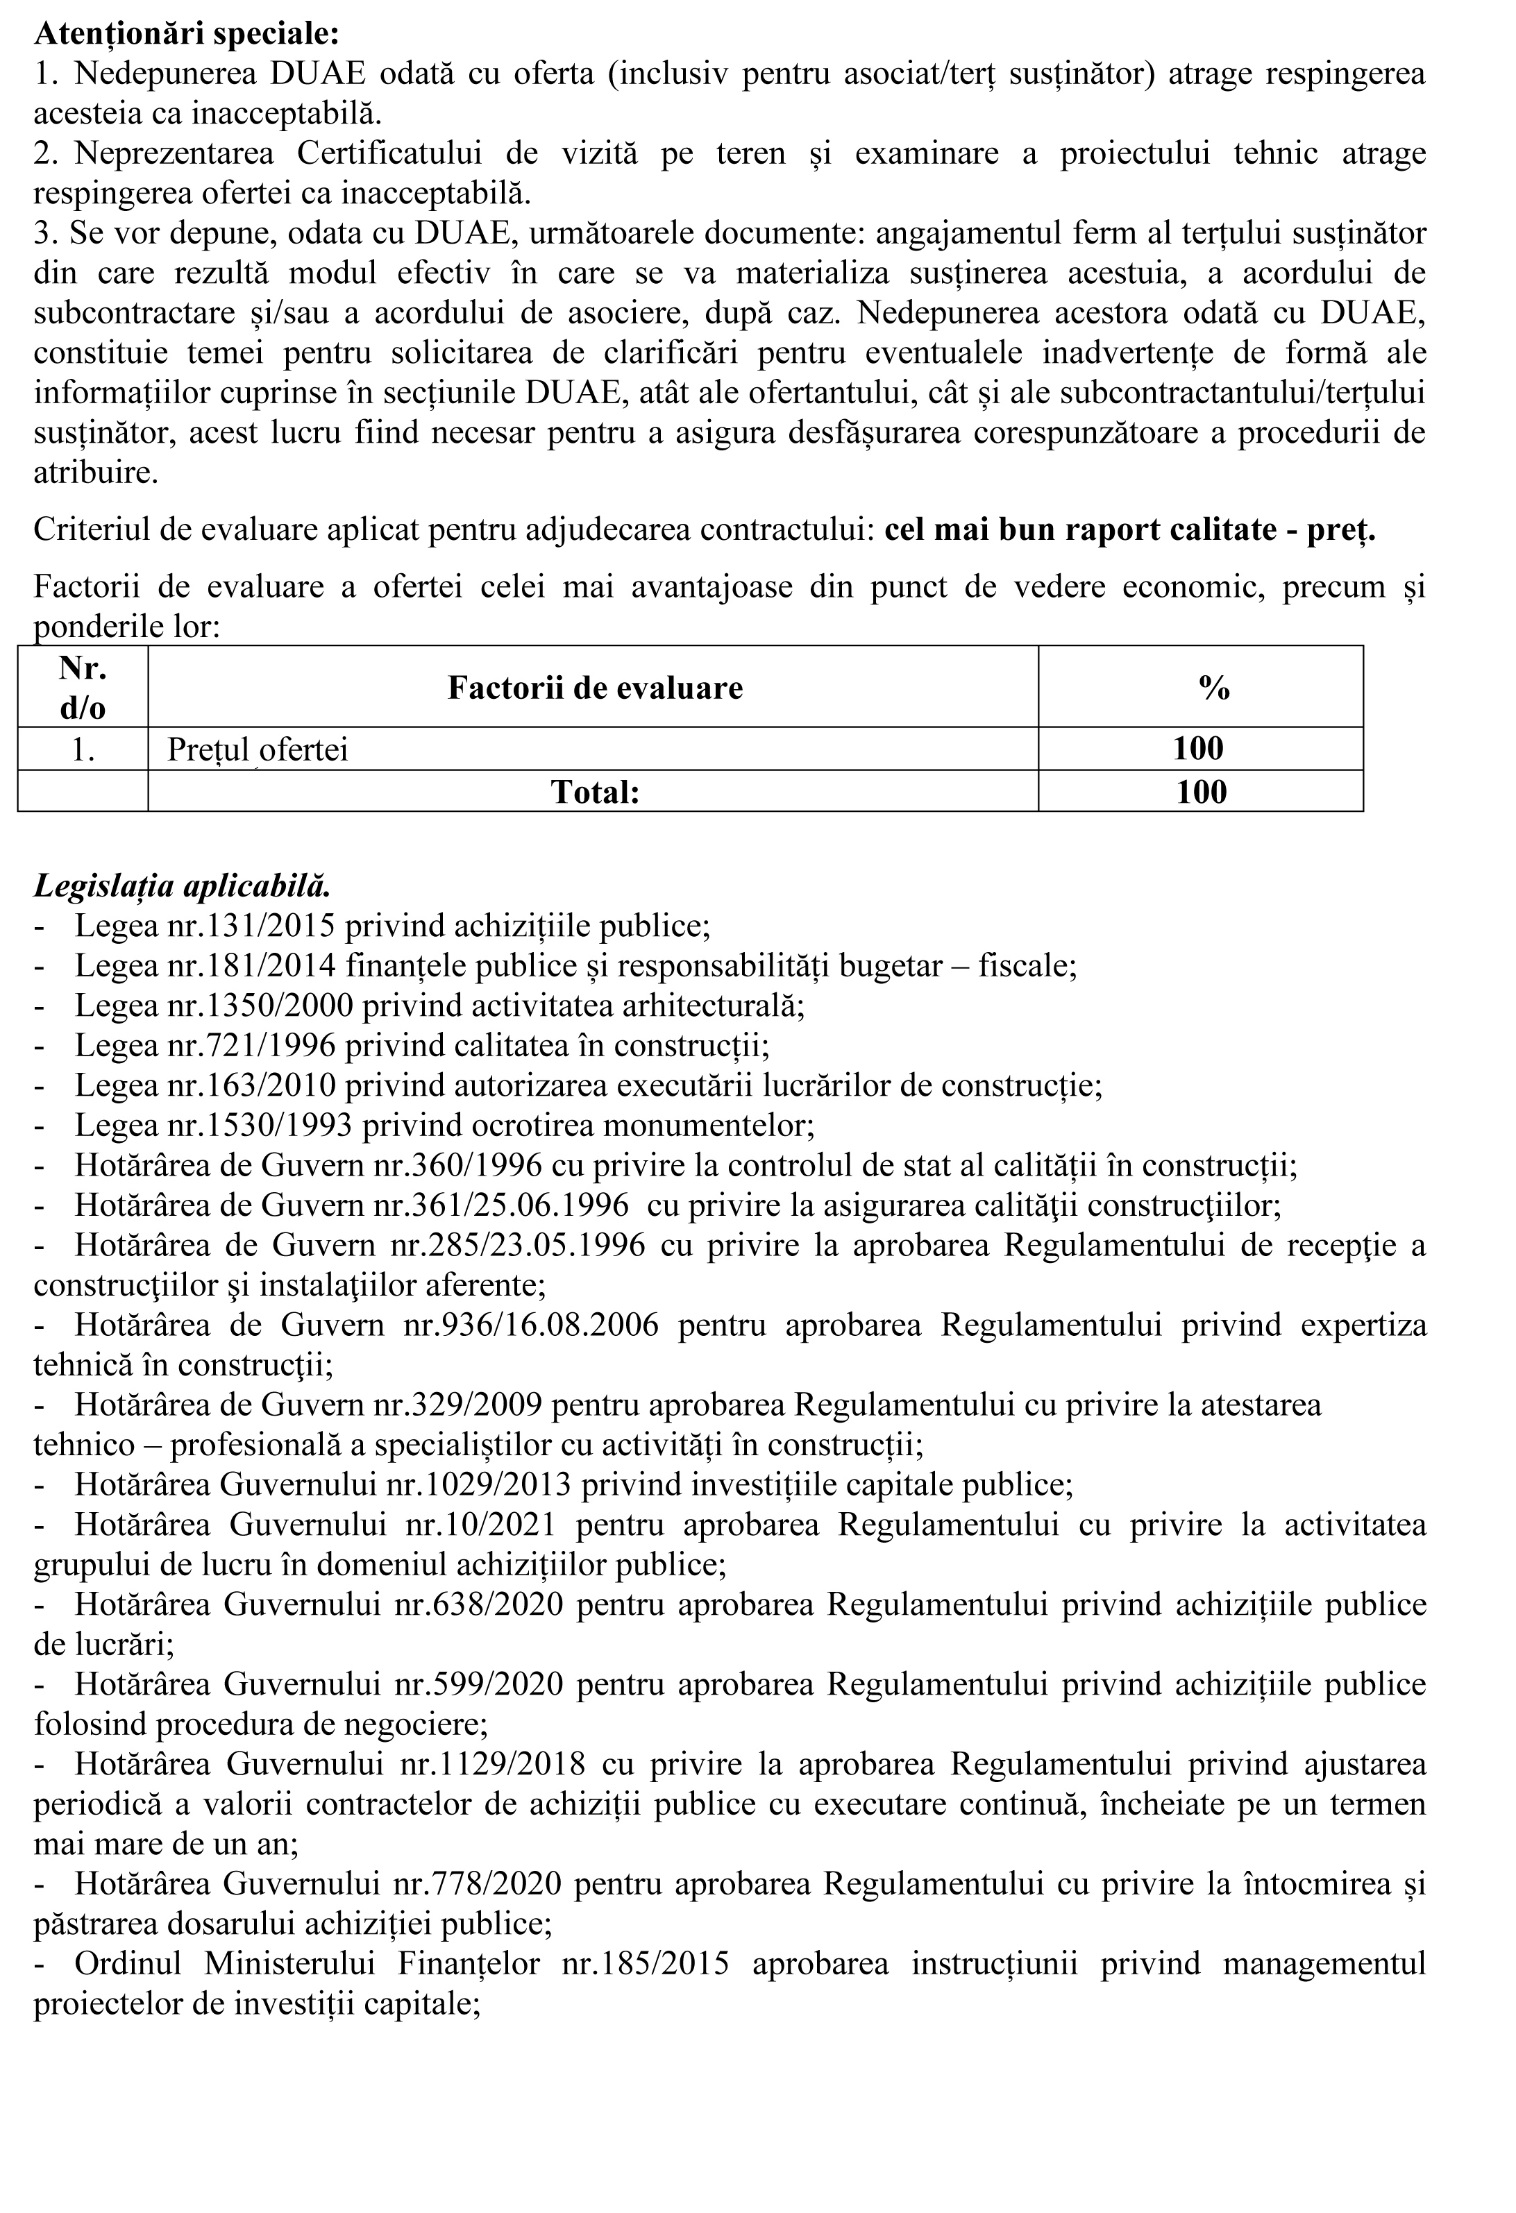 Atenționări speciale:
1. Nedepunerea DUAE odată cu oferta (inclusiv pentru asociat/terț susținător) atrage respingerea
acesteia ca inacceptabilă.
2. Neprezentarea Certificatului de vizită pe teren și examinare a proiectului tehnic atrage
respingerea ofertei ca inacceptabilă.
3. Se vor depune, odata cu DUAE, următoarele documente: angajamentul ferm al terțului susținător
din care rezultă modul efectiv în care se va materializa susținerea acestuia, a acordului de
subcontractare și/sau a acordului de asociere, după caz. Nedepunerea acestora odată cu DUAE,
constituie temei pentru solicitarea de clarificări pentru eventualele inadvertențe de formă ale
informațiilor cuprinse în secțiunile DUAE, atât ale ofertantului, cât și ale subcontractantului/terțului
susținător, acest lucru fiind necesar pentru a asigura desfășurarea corespunzătoare a procedurii de
atribuire.
Criteriul de evaluare aplicat pentru adjudecarea contractului: cel mai bun raport calitate - preț.
Factorii de evaluare a ofertei celei mai avantajoase din punct de vedere economic, precum și
ponderile lor:
Nr.
d/o
Factorii de evaluare
%
1.
Prețul ofertei
100
Total:
100
Legislația aplicabilă.
- Legea nr.131/2015 privind achizițiile publice;
- Legea nr.181/2014 finanțele publice și responsabilități bugetar – fiscale;
- Legea nr.1350/2000 privind activitatea arhitecturală;
- Legea nr.721/1996 privind calitatea în construcții;
- Legea nr.163/2010 privind autorizarea executării lucrărilor de construcție;
- Legea nr.1530/1993 privind ocrotirea monumentelor;
- Hotărârea de Guvern nr.360/1996 cu privire la controlul de stat al calității în construcții;
- Hotărârea de Guvern nr.361/25.06.1996 cu privire la asigurarea calităţii construcţiilor;
- Hotărârea de Guvern nr.285/23.05.1996 cu privire la aprobarea Regulamentului de recepţie a
construcţiilor şi instalaţiilor aferente;
- Hotărârea de Guvern nr.936/16.08.2006 pentru aprobarea Regulamentului privind expertiza
tehnică în construcţii;
- Hotărârea de Guvern nr.329/2009 pentru aprobarea Regulamentului cu privire la atestarea
tehnico – profesională a specialiștilor cu activități în construcții;
- Hotărârea Guvernului nr.1029/2013 privind investițiile capitale publice;
- Hotărârea Guvernului nr.10/2021 pentru aprobarea Regulamentului cu privire la activitatea
grupului de lucru în domeniul achizițiilor publice;
- Hotărârea Guvernului nr.638/2020 pentru aprobarea Regulamentului privind achizițiile publice
de lucrări;
- Hotărârea Guvernului nr.599/2020 pentru aprobarea Regulamentului privind achizițiile publice
folosind procedura de negociere;
- Hotărârea Guvernului nr.1129/2018 cu privire la aprobarea Regulamentului privind ajustarea
periodică a valorii contractelor de achiziții publice cu executare continuă, încheiate pe un termen
mai mare de un an;
- Hotărârea Guvernului nr.778/2020 pentru aprobarea Regulamentului cu privire la întocmirea și
păstrarea dosarului achiziției publice;
- Ordinul Ministerului Finanțelor nr.185/2015 aprobarea instrucțiunii privind managementul
proiectelor de investiții capitale;